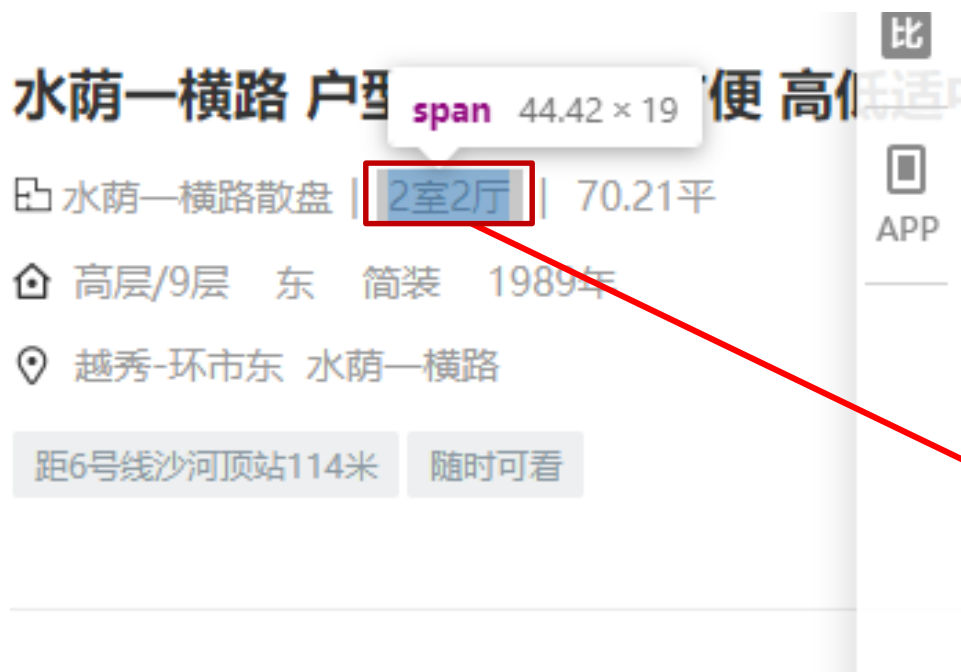 比
水荫一横路 户型 便 高低适中
span 44.42 × 19
水荫一横路散盘 | 2室2厅 | 70.21平
APP
高层/9层 东 简装 1989年
越秀-环市东 水荫一横路
距6号线沙河顶站114米 随时可看